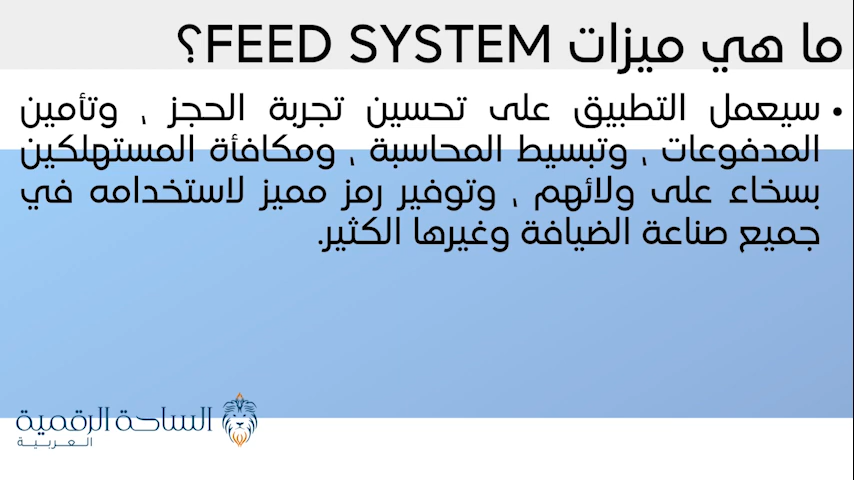 ما هي ميزات FEED SYSTEM؟
• سيعمل التطبيق على تحسين تجربة الحجز ، وتأمين
المدفوعات ، وتبسيط المحاسبة ، ومكافأة المستهلكين
بسخاء على ولائهم ، وتوفير رمز مميز لاستخدامه في
جميع صناعة الضيافة وغيرها الكثير.
الساحة الرقمية
العربية